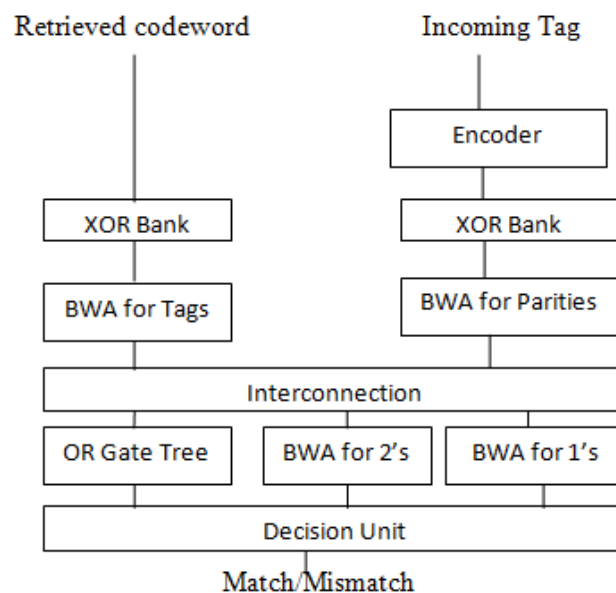 Retrieved codeword
Incoming Tag
Encoder
XOR Bank
XOR Bank
BWA for Tags
BWA for Parities
Interconnection
OR Gate Tree
BWA for 2's
BWA for 1's
Decision Unit
Match/Mismatch